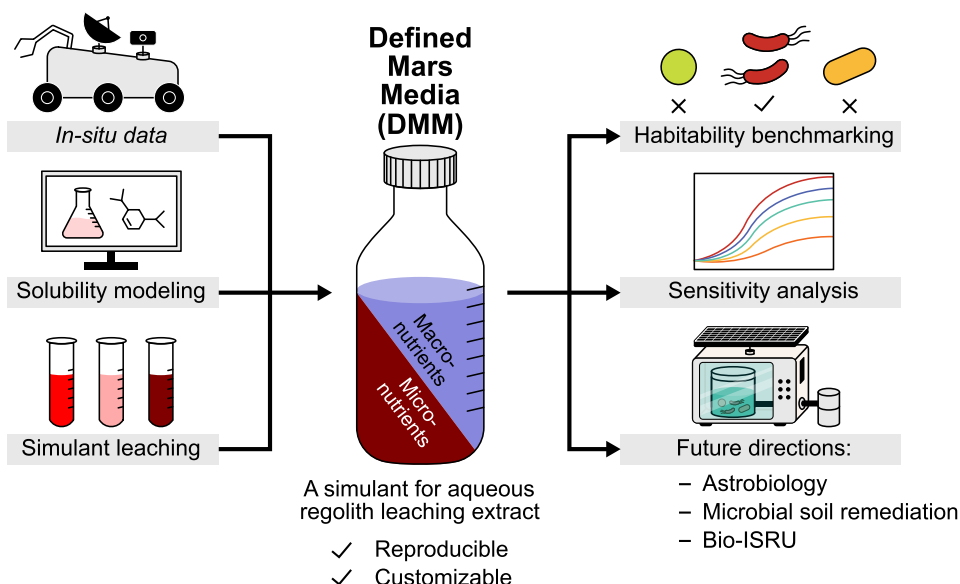 Defined
Mars
Media
(DMM)
In-situ data
Solubility modeling
Simulant leaching
Macro-
nutrients
Micro-
nutrients
A simulant for aqueous
regolith leaching extract
✓ Reproducible
✓ Customizable
Habitability benchmarking
Sensitivity analysis
Future directions:
– Astrobiology
– Microbial soil remediation
– Bio-ISRU